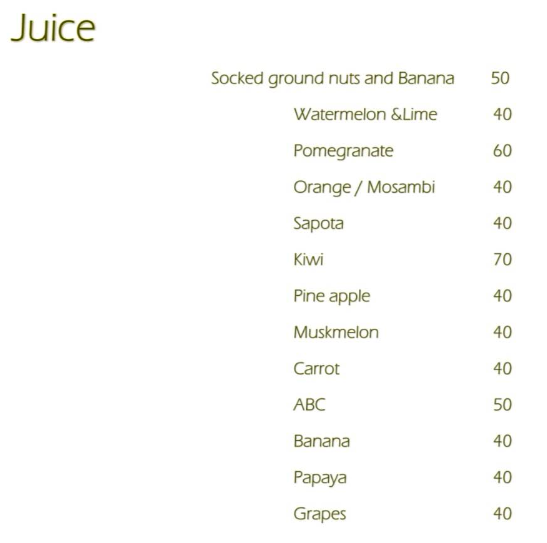 Juice
Socked ground nuts and Banana 50
Watermelon &Lime 40
Pomegranate 60
Orange / Mosambi 40
Sapota 40
Kiwi 70
Pine apple 40
Muskmelon 40
Carrot 40
ABC 50
Banana 40
Papaya 40
Grapes 40